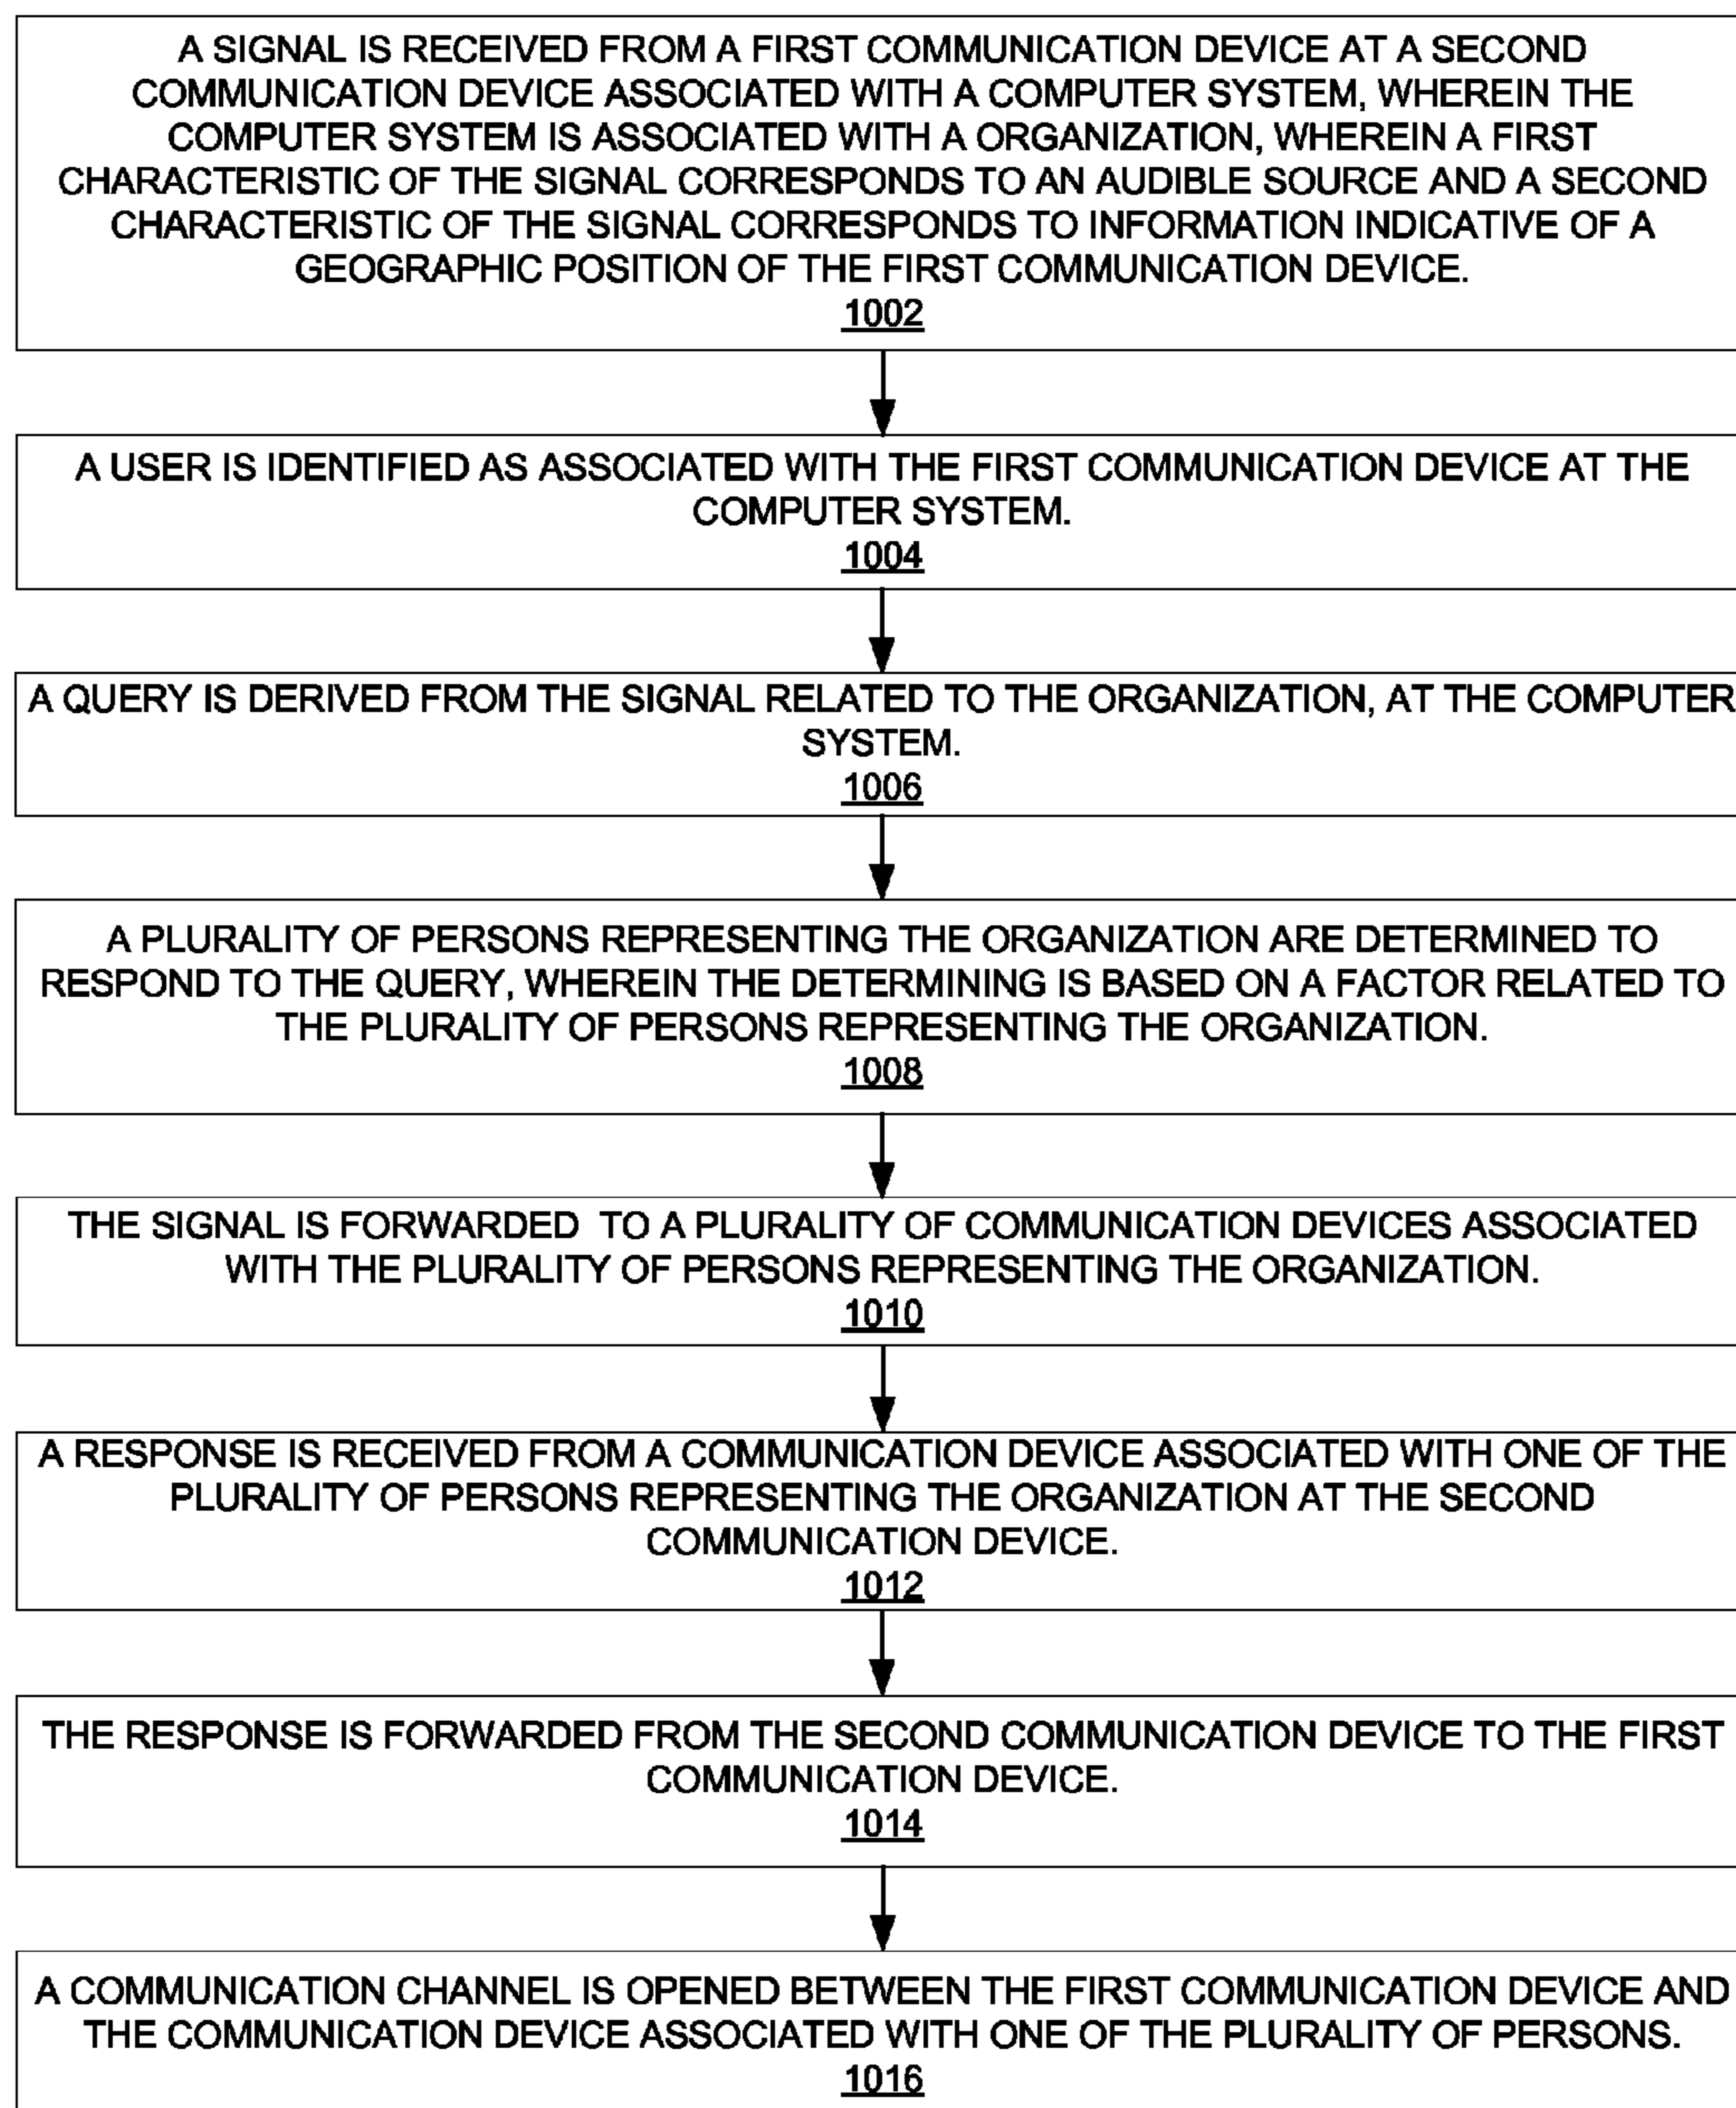 A SIGNAL IS RECEIVED FROM A FIRST COMMUNICATION DEVICE AT A SECOND
COMMUNICATION DEVICE ASSOCIATED WITH A COMPUTER SYSTEM, WHEREIN THE
COMPUTER SYSTEM IS ASSOCIATED WITH A ORGANIZATION, WHEREIN A FIRST
CHARACTERISTIC OF THE SIGNAL CORRESPONDS TO AN AUDIBLE SOURCE AND A SECOND
CHARACTERISTIC OF THE SIGNAL CORRESPONDS TO INFORMATION INDICATIVE OF A
GEOGRAPHIC POSITION OF THE FIRST COMMUNICATION DEVICE.
1002
A USER IS IDENTIFIED AS ASSOCIATED WITH THE FIRST COMMUNICATION DEVICE AT THE
COMPUTER SYSTEM.
1004
A QUERY IS DERIVED FROM THE SIGNAL RELATED TO THE ORGANIZATION, AT THE COMPUTER
SYSTEM.
1006
A PLURALITY OF PERSONS REPRESENTING THE ORGANIZATION ARE DETERMINED TO
RESPOND TO THE QUERY, WHEREIN THE DETERMINING IS BASED ON A FACTOR RELATED TO
THE PLURALITY OF PERSONS REPRESENTING THE ORGANIZATION.
1008
THE SIGNAL IS FORWARDED TO A PLURALITY OF COMMUNICATION DEVICES ASSOCIATED
WITH THE PLURALITY OF PERSONS REPRESENTING THE ORGANIZATION.
1010
A RESPONSE IS RECEIVED FROM A COMMUNICATION DEVICE ASSOCIATED WITH ONE OF THE
PLURALITY OF PERSONS REPRESENTING THE ORGANIZATION AT THE SECOND
COMMUNICATION DEVICE.
1012
THE RESPONSE IS FORWARDED FROM THE SECOND COMMUNICATION DEVICE TO THE FIRST
COMMUNICATION DEVICE.
1014
A COMMUNICATION CHANNEL IS OPENED BETWEEN THE FIRST COMMUNICATION DEVICE AND
THE COMMUNICATION DEVICE ASSOCIATED WITH ONE OF THE PLURALITY OF PERSONS.
1016